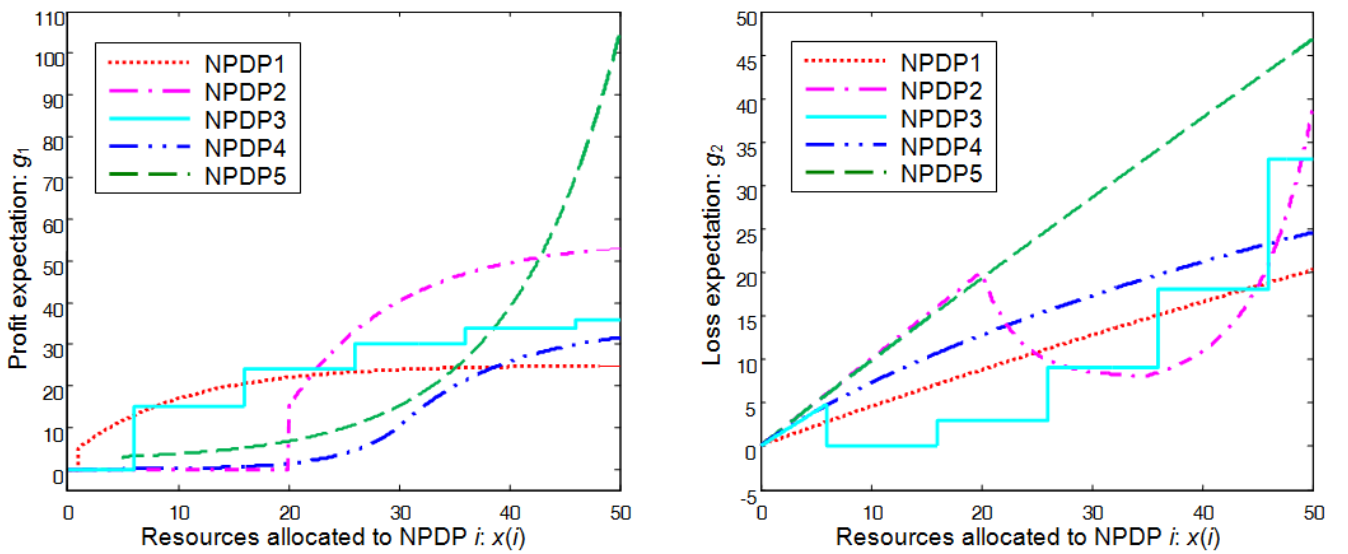 Profit expectation: g1
110
100
90
80
70
60
50
40
30
20
10
0
NPDP1
NPDP2
NPDP3
NPDP4
NPDP5
0 10 20 30 40 50
Resources allocated to NPDP i: x(i)
Loss expectation: g2
50
45
40
35
30
25
20
15
10
5
0
-5
NPDP1
NPDP2
NPDP3
NPDP4
NPDP5
0 10 20 30 40 50
Resources allocated to NPDP i: x(i)